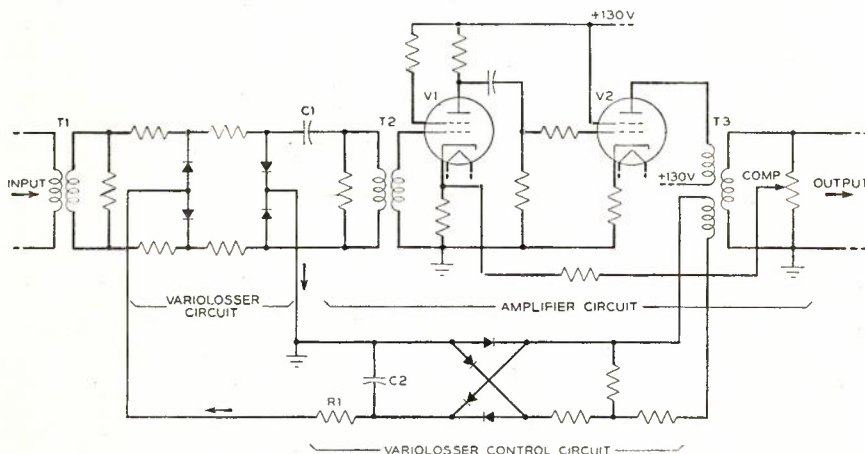 +130V
+130V
V1
V2
C1
T1
T2
T3
INPUT
+130V
COMP
OUTPUT
VARIOLOSSER
CIRCUIT
AMPLIFIER CIRCUIT
C2
R1
VARIOLOSSER CONTROL CIRCUIT